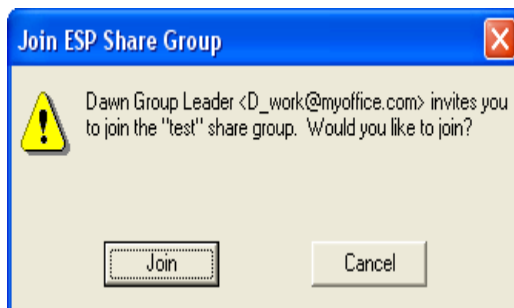 Join ESP Share Group
Dawn Group Leader <D_work@myoffice.com> invites you
to join the "test" share group.  Would you like to join?
Join
Cancel